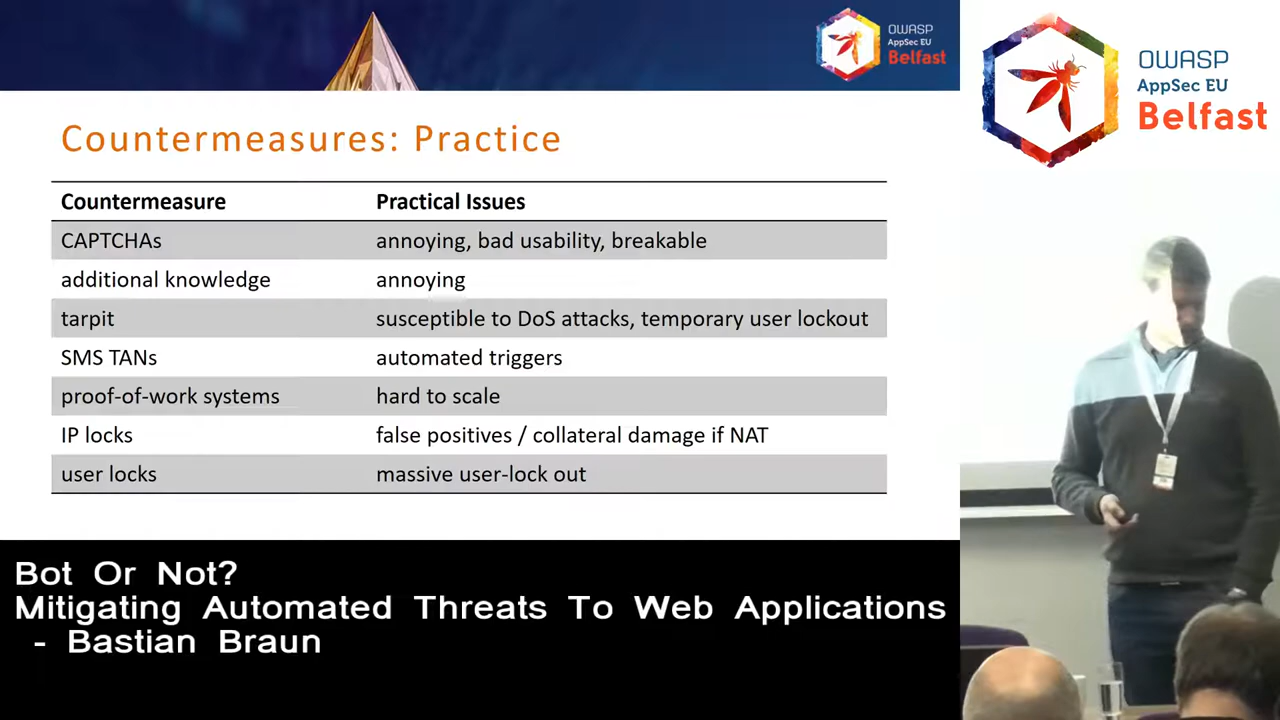 OWASP
AppSec EU
Belfast
OWASP
AppSec EU
Belfast
Countermeasures: Practice
Countermeasure Practical Issues
CAPTCHAs annoying, bad usability, breakable
additional knowledge annoying
tarpit susceptible to DoS attacks, temporary user lockout
SMS TANs automated triggers
proof-of-work systems hard to scale
IP locks false positives / collateral damage if NAT
user locks massive user-lock out
Bot Or Not?
Mitigating Automated Threats To Web Applications
- Bastian Braun